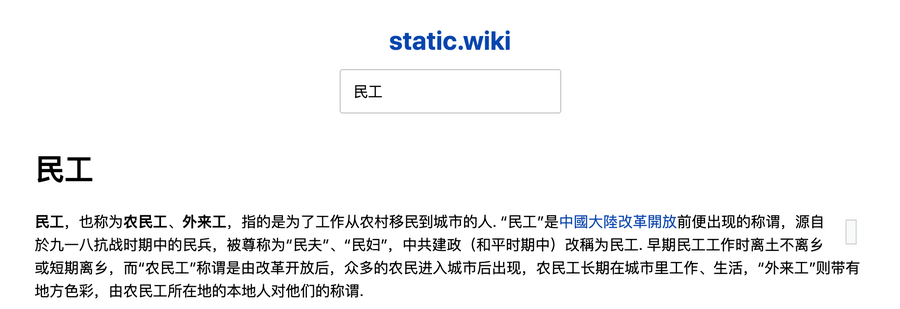 static.wiki
民工
民工
民工，也称为农民工、外来工，指的是为了工作从农村移民到城市的人. “民工”是中國大陸改革開放前便出现的称谓，源自
於九一八抗战时期中的民兵，被尊称为“民夫”、“民妇”，中共建政（和平时期中）改稱为民工. 早期民工工作时离土不离乡
或短期离乡，而“农民工”称谓是由改革开放后，众多的农民进入城市后出现，农民工长期在城市里工作、生活，“外来工”则带有
地方色彩，由农民工所在地的本地人对他们的称谓.